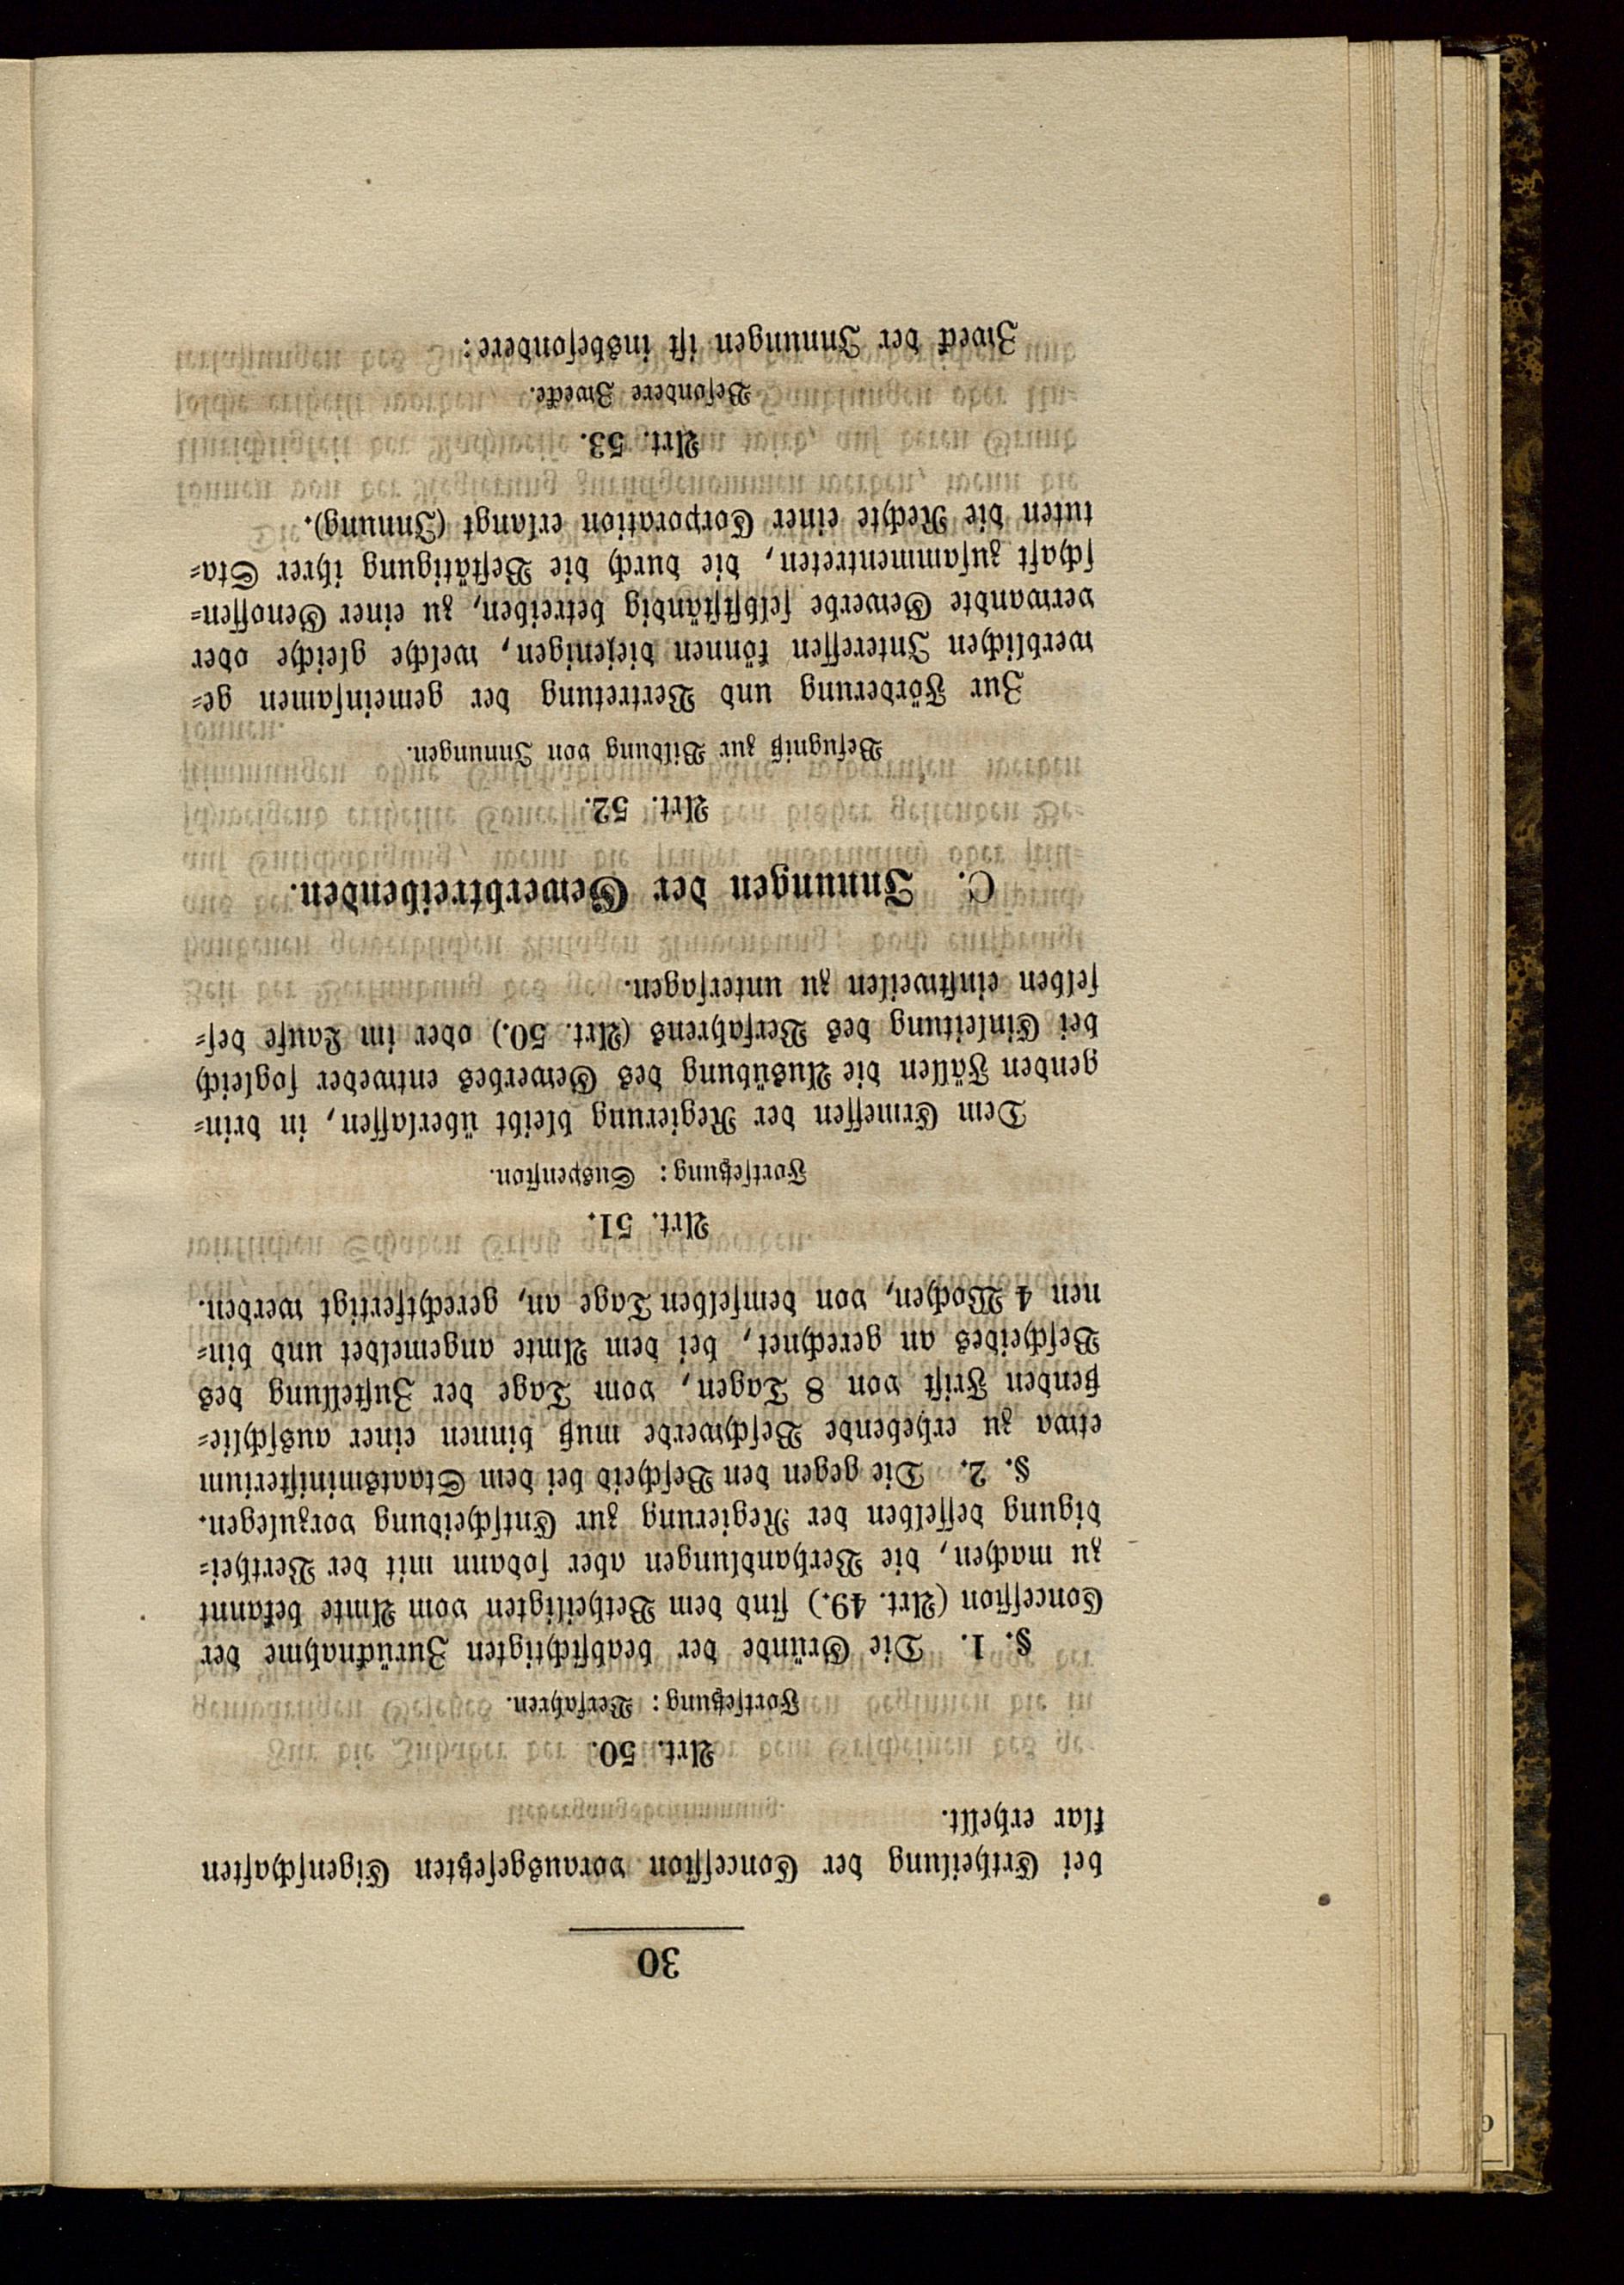 30
bei Ertheilung der Concession vorausgesetzten Eigenschaften
klar erhellt.
Art. 50.
Fortsetzung: Verfahren.
§. 1. Die Gründe der beabsichtigten Zurücknahme der
Concession (Art. 49.) sind dem Betheiligten vom Amte bekannt
zu machen, die Verhandlungen aber sodann mit der Verthei=
digung desselben der Regierung zur Entscheidung vorzulegen.
§. 2. Die gegen den Bescheid bei dem Staatsministerium
etwa zu erhebende Beschwerde muß binnen einer ausschlie=
ßenden Frist von 8 Tagen, vom Tage der Zustellung des
Bescheides an gerechnet, bei dem Amte angemeldet und bin=
nen 4 Wochen, von demselben Tage an, gerechtfertigt werden.
Art. 51.
Fortsetzung: Suspension.
Dem Ermessen der Regierung bleibt überlassen, in drin=
genden Fällen die Ausübung des Gewerbes entweder sogleich
bei Einleitung des Verfahrens (Art. 50.) oder im Laufe des=
selben einstweilen zu untersagen.
C. Innungen der Gewerbtreibenden.
Art. 52.
Befugniß zur Bildung von Innungen.
Zur Förderung und Vertretung der gemeinsamen ge=
werblichen Interessen können diejenigen, welche gleiche oder
verwandte Gewerbe selbstständig betreiben, zu einer Genossen=
schaft zusammentreten, die durch die Bestätigung ihrer Sta=
tuten die Rechte einer Corporation erlangt (Innung).
Art. 53.
Besondere Zwecke.
Zweck der Innungen ist insbesondere: